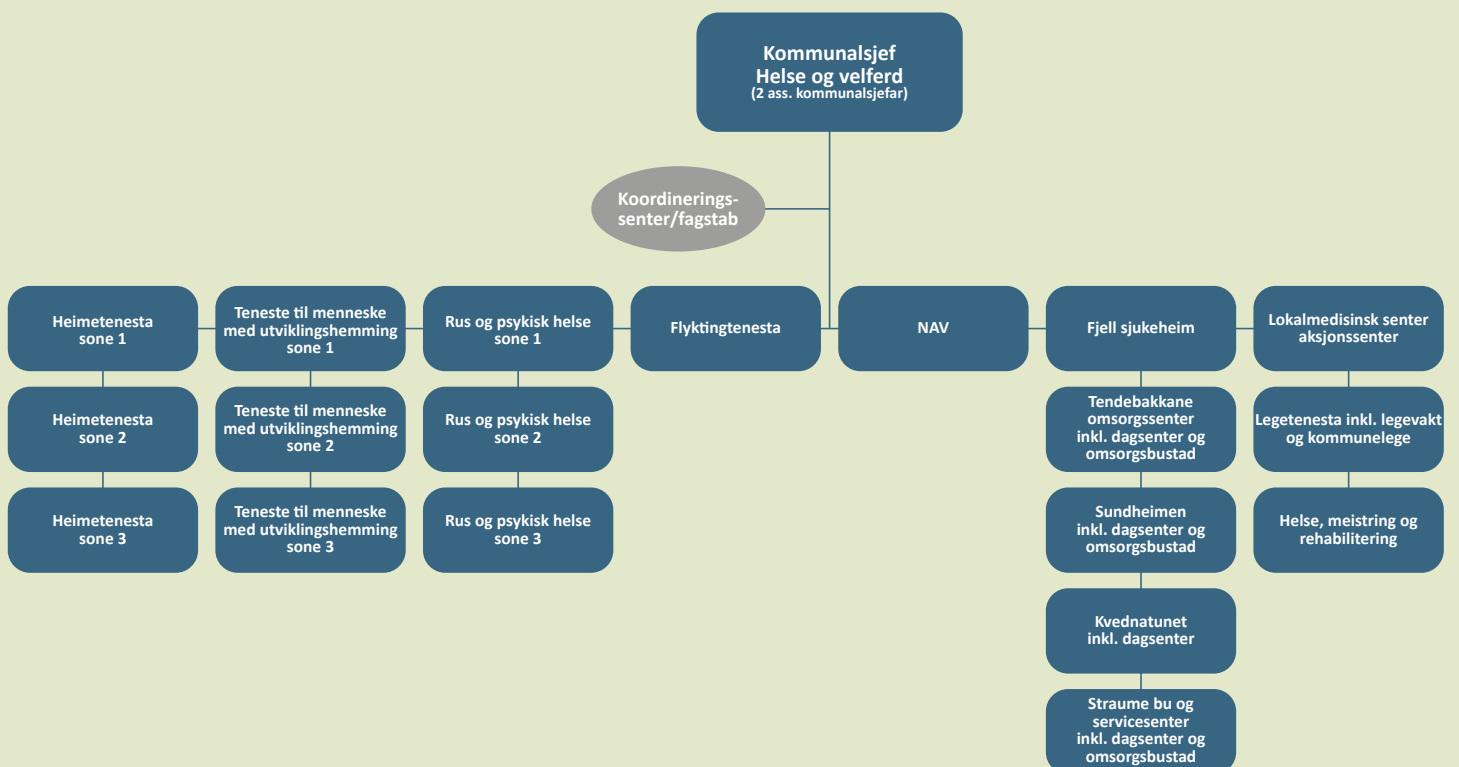 Kommunalsjef
Helse og velferd
(2 ass. kommunalsjefar)
Koordinerings-
senter/fagstab
Heimetenesta
sone 1
Teneste til menneske
med utviklingshemming
sone 1
Rus og psykisk helse
sone 1
Flyktingtenesta
NAV
Fjell sjukeheim
Lokalmedisinsk senter
aksjonssenter
Heimetenesta
sone 2
Teneste til menneske
med utviklingshemming
sone 2
Rus og psykisk helse
sone 2
Tendebakkane
omsorgssenter
inkl. dagsenter og
omsorgsbustad
Legetenesta inkl. legevakt
og kommunelege
Heimetenesta
sone 3
Teneste til menneske
med utviklingshemming
sone 3
Rus og psykisk helse
sone 3
Sundheimen
inkl. dagsenter og
omsorgsbustad
Helse, meistring og
rehabilitering
Kvednatunet
inkl. dagsenter
Straume bu og
servicesenter
inkl. dagsenter og
omsorgsbustad